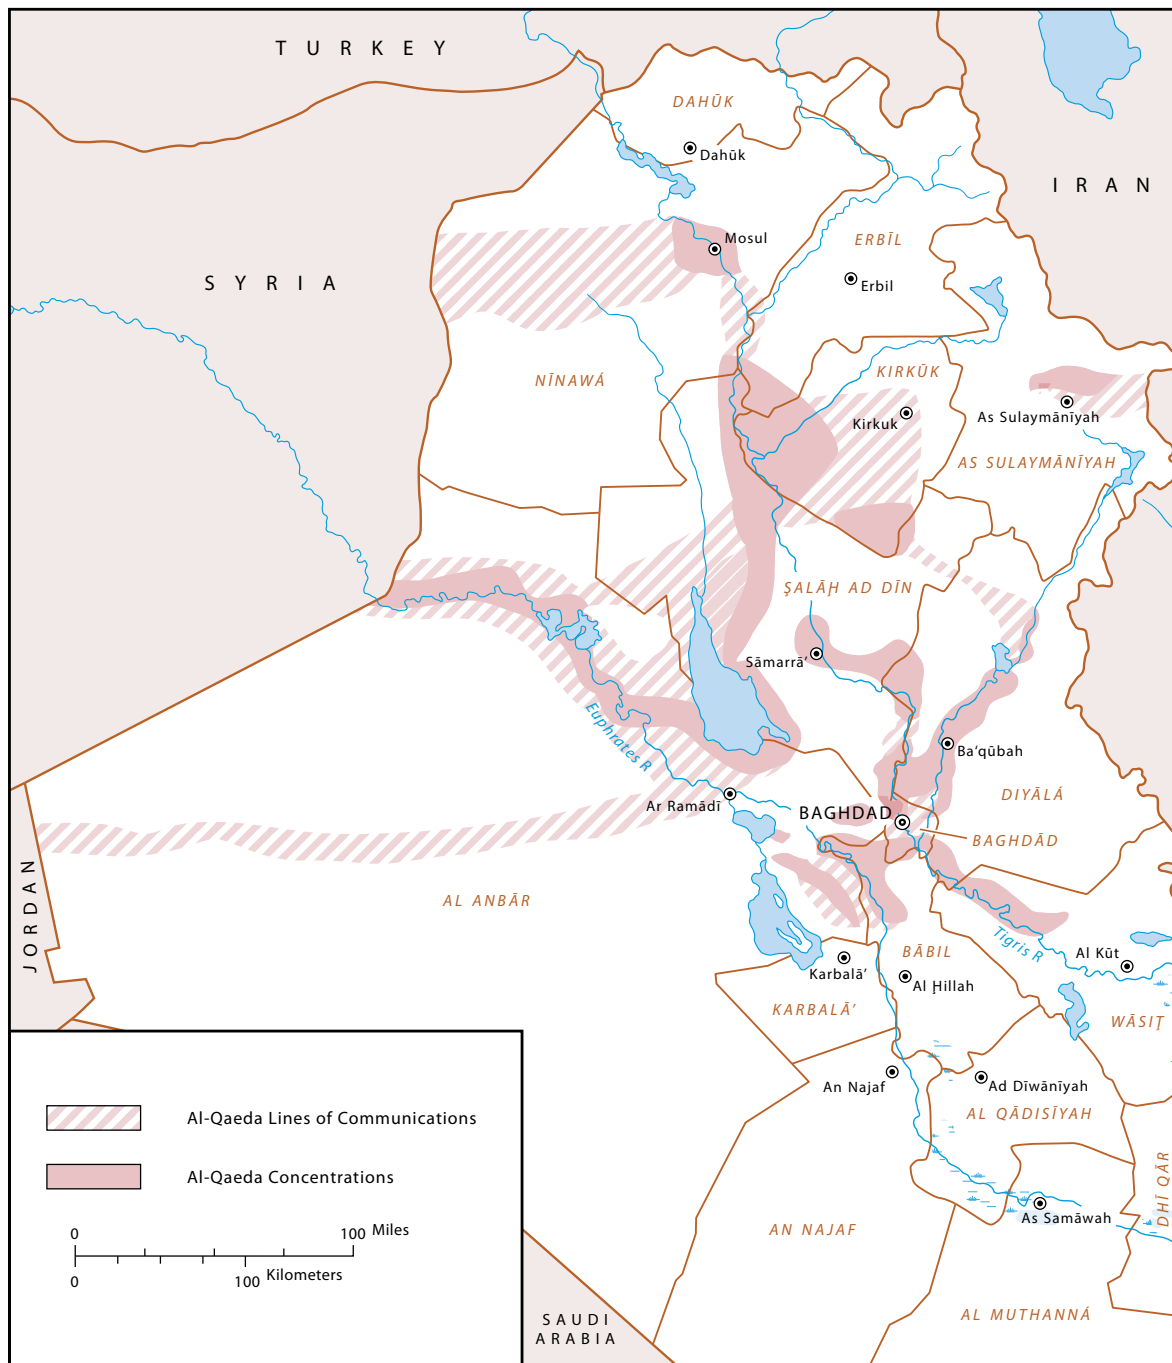 TURKEY
DAHŪK
Dahūk
IRAN
Mosul
ERBĪL
SYRIA
Erbil
NĪNAWÁ
KIRKŪK
Kirkuk
As Sulaymānīyah
AS SULAYMĀNĪYAH
ŞALĀḨ AD DĪN
Sāmarrā’
Euphrates R
Ba‘qūbah
Ar Ramādī
DIYĀLÁ
BAGHDAD
BAGHDĀD
JORDAN
AL ANBĀR
Tigris R
BĀBIL
Al Kūt
Karbalā’
Al Ḩillah
KARBALĀ’
WĀSIŢ
An Najaf
Ad Dīwānīyah
AL QĀDISĪYAH
Al-Qaeda Lines of Communications
Al-Qaeda Concentrations
DHĪ QĀR
As Samāwah
AN NAJAF
0
100 Miles
0
100 Kilometers
AL MUTHANNÁ
SAUDI
ARABIA